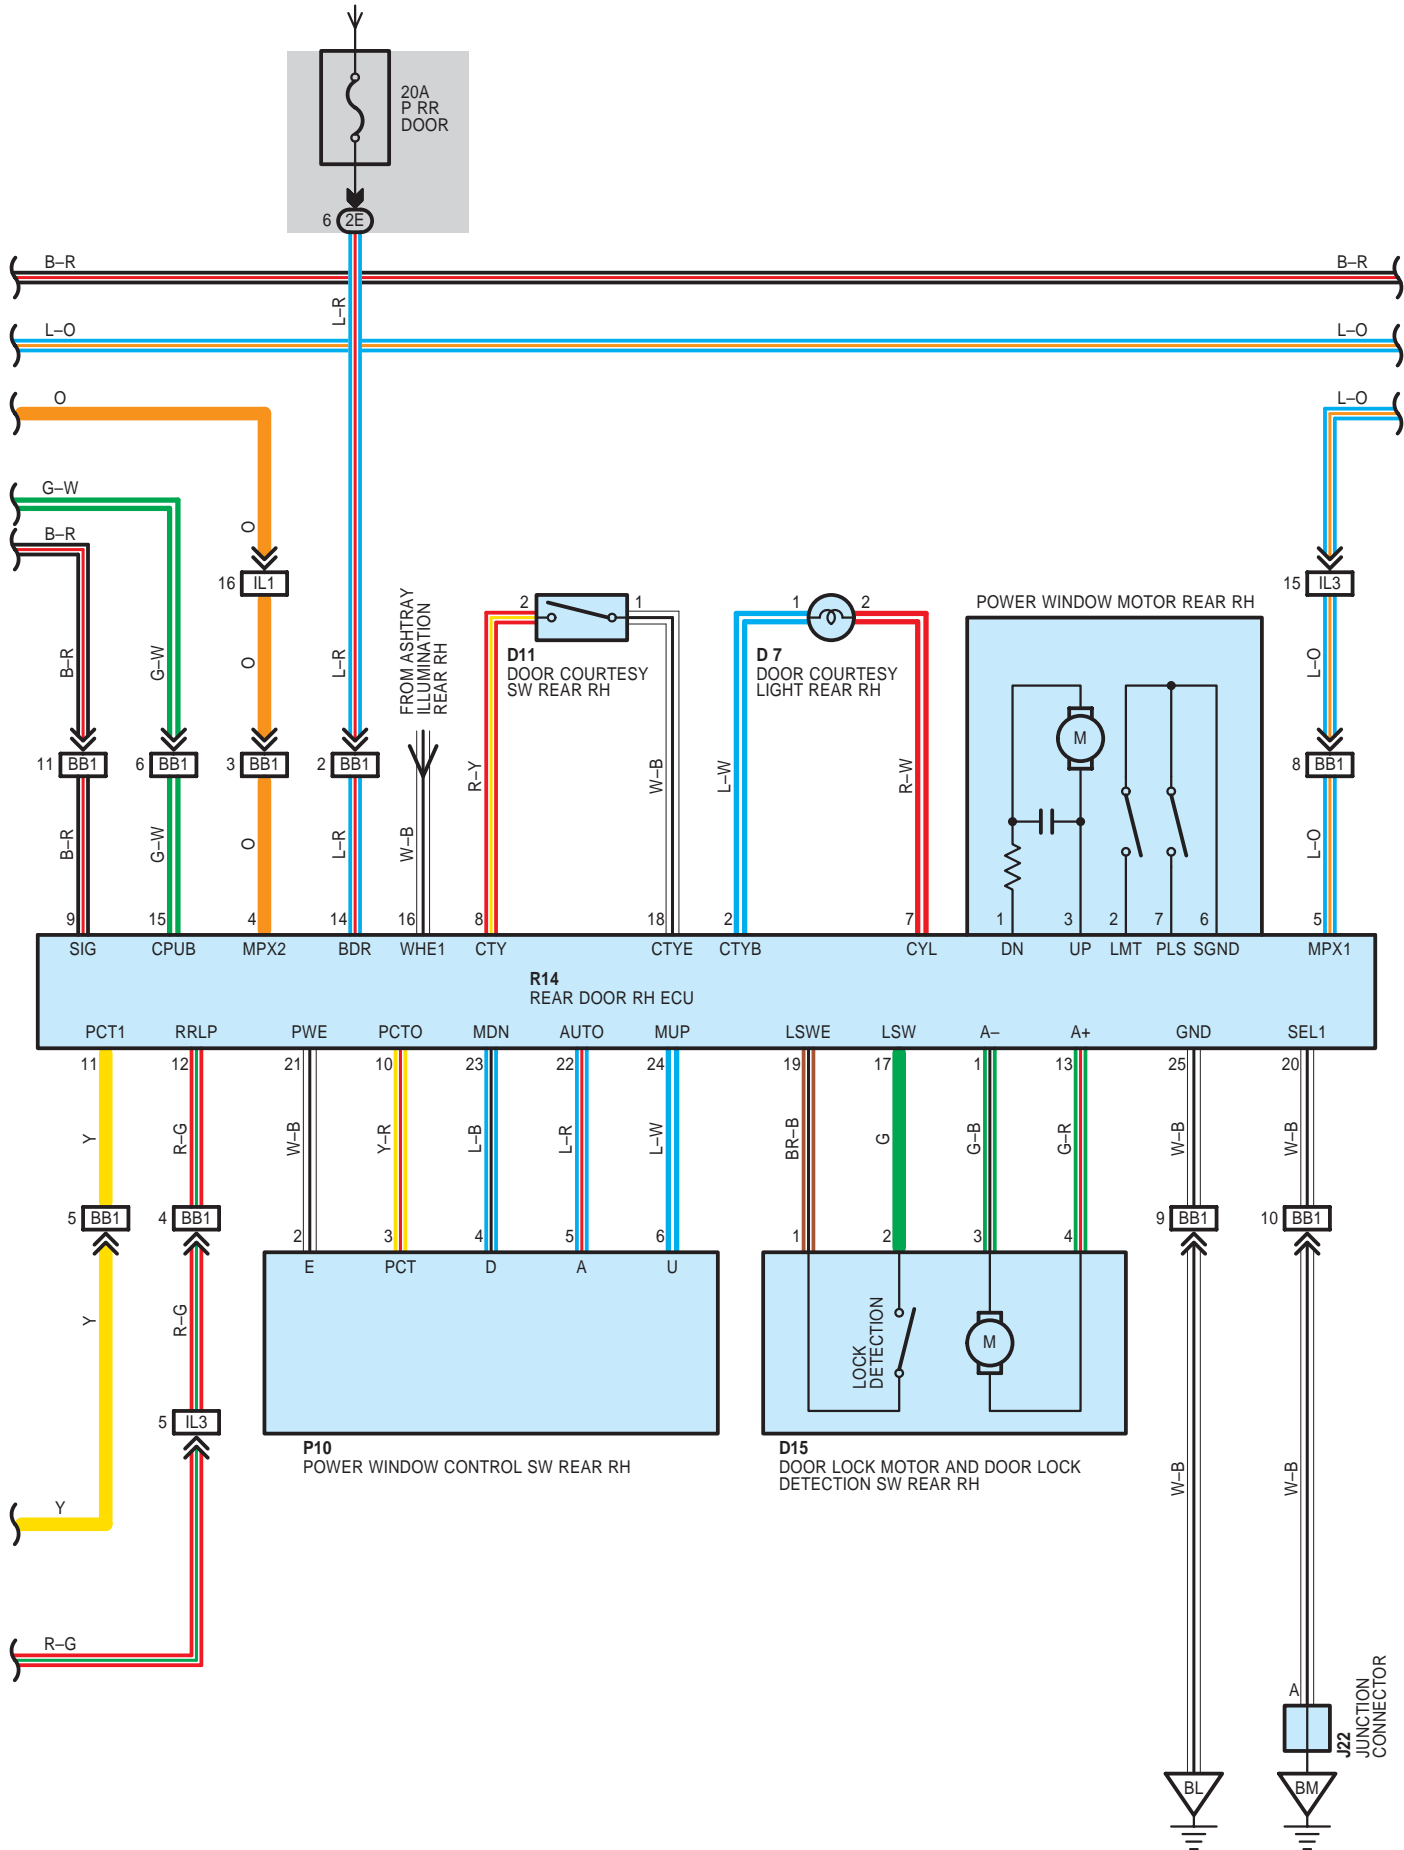 20A
P RR
DOOR
6 2E
B–R B–R
L–R
L–O L–O
O L–O
G–W
B–R
O
16 IL1
15 IL3
FROM ASHTRAY
ILLUMINATION
REAR RH
2 1
D11
DOOR COURTESY
SW REAR RH
1 2
D 7
DOOR COURTESY
LIGHT REAR RH
POWER WINDOW MOTOR REAR RH
M
B–R G–W O L–R L–O
11 BB1 6 BB1 3 BB1 2 BB1 8 BB1
R–Y W–B L–W R–W
B–R G–W O L–R W–B L–O
9 15 4 14 16 8 18 2 7 1 3 2 7 6 5
SIG CPUB MPX2 BDR WHE1 CTY CTYE CTYB CYL DN UP LMT PLS SGND MPX1
R14
REAR DOOR RH ECU
PCT1 RRLP PWE PCTO MDN AUTO MUP LSWE LSW A– A+ GND SEL1
11 12 21 10 23 22 24 19 17 1 13 25 20
Y R–G W–B Y–R L–B L–R L–W BR–B G G–B G–R W–B W–B
5 BB1 4 BB1 9 BB1 10 BB1
2 3 4 5 6 1 2 3 4
E PCT D A U
Y R–G
LOCK
DETECTION
M
5 IL3
P10
POWER WINDOW CONTROL SW REAR RH
D15
DOOR LOCK MOTOR AND DOOR LOCK
DETECTION SW REAR RH
W–B W–B
Y
R–G
A
J22
JUNCTION
CONNECTOR
BL BM